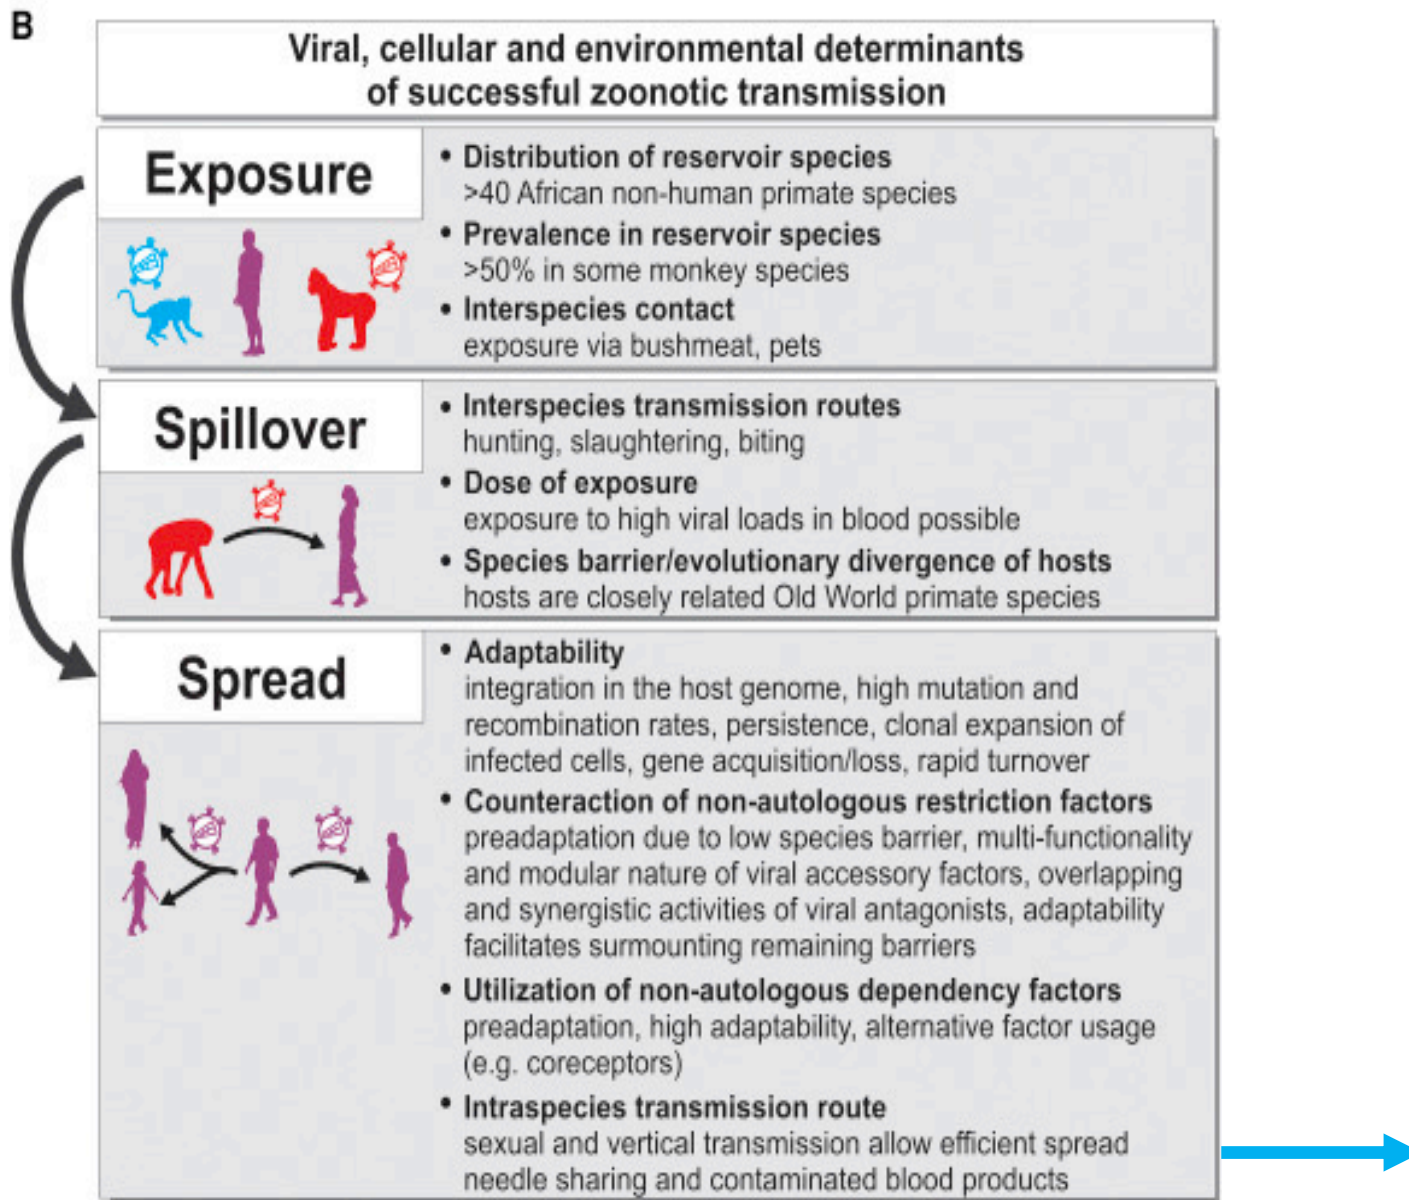 B
Viral, cellular and environmental determinants
of successful zoonotic transmission
Exposure
• Distribution of reservoir species
>40 African non-human primate species
• Prevalence in reservoir species
>50% in some monkey species
• Interspecies contact
exposure via bushmeat, pets
Spillover
• Interspecies transmission routes
hunting, slaughtering, biting
• Dose of exposure
exposure to high viral loads in blood possible
• Species barrier/evolutionary divergence of hosts
hosts are closely related Old World primate species
Spread
• Adaptability
integration in the host genome, high mutation and
recombination rates, persistence, clonal expansion of
infected cells, gene acquisition/loss, rapid turnover
• Counteraction of non-autologous restriction factors
preadaptation due to low species barrier, multi-functionality
and modular nature of viral accessory factors, overlapping
and synergistic activities of viral antagonists, adaptability
facilitates surmounting remaining barriers
• Utilization of non-autologous dependency factors
preadaptation, high adaptability, alternative factor usage
(e.g. coreceptors)
• Intraspecies transmission route
sexual and vertical transmission allow efficient spread
needle sharing and contaminated blood products